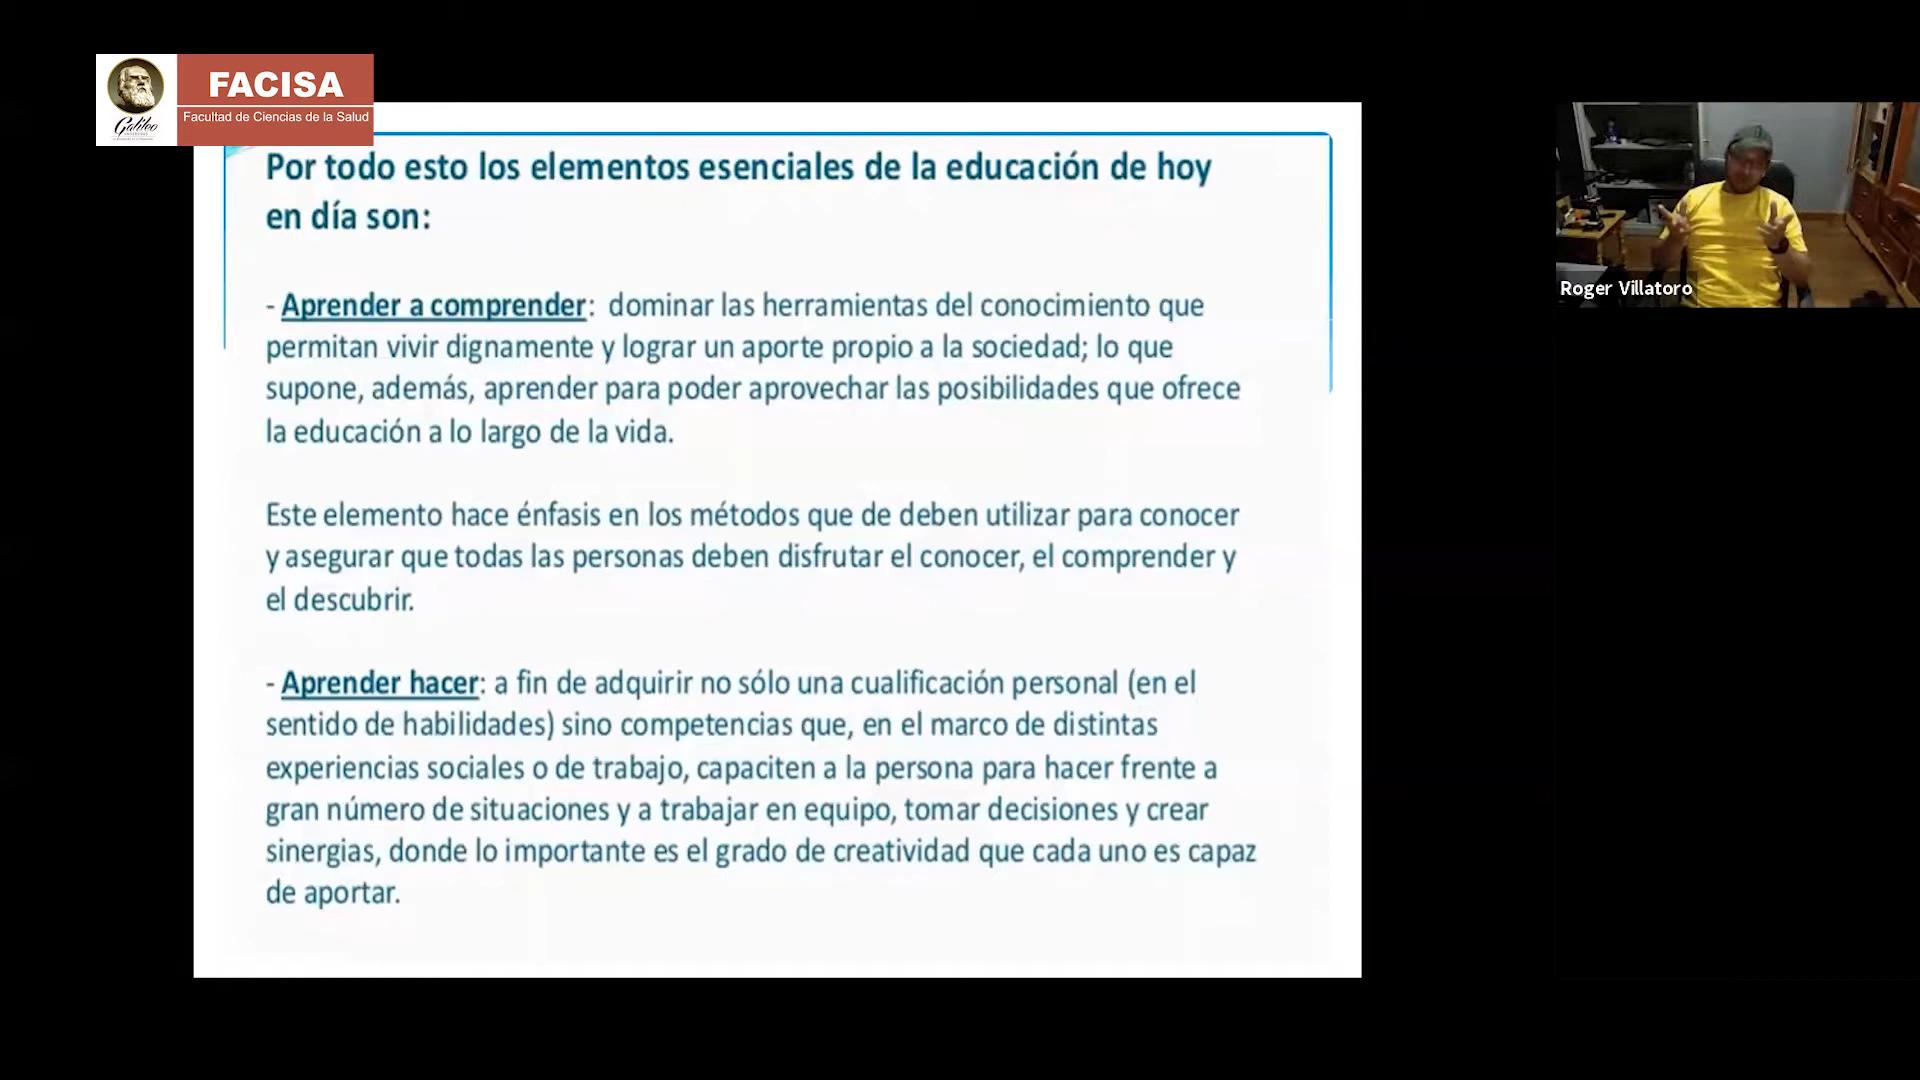 FACISA
Facultad de Ciencias de la Salud
Galileo
Por todo esto los elementos esenciales de la educación de hoy
en día son:
- Aprender a comprender: dominar las herramientas del conocimiento que
permitan vivir dignamente y lograr un aporte propio a la sociedad; lo que
supone, además, aprender para poder aprovechar las posibilidades que ofrece
la educación a lo largo de la vida.
Este elemento hace énfasis en los métodos que de deben utilizar para conocer
y asegurar que todas las personas deben disfrutar el conocer, el comprender y
el descubrir.
- Aprender hacer: a fin de adquirir no sólo una cualificación personal (en el
sentido de habilidades) sino competencias que, en el marco de distintas
experiencias sociales o de trabajo, capaciten a la persona para hacer frente a
gran número de situaciones y a trabajar en equipo, tomar decisiones y crear
sinergias, donde lo importante es el grado de creatividad que cada uno es capaz
de aportar.
Roger Villatoro